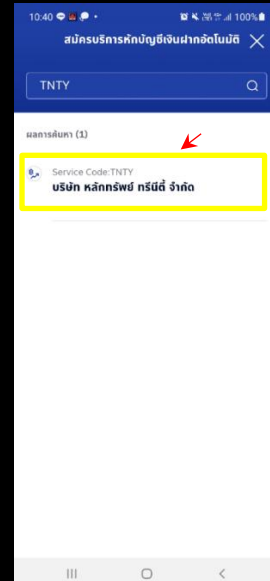 10:40 100%
สมัครบริการหักบัญชีเงินฝากอัตโนมัติ
TNTY
ผลการค้นหา (1)
Service Code:TNTY
บริษัท หลักทรัพย์ ทรีนีตี้ จำกัด